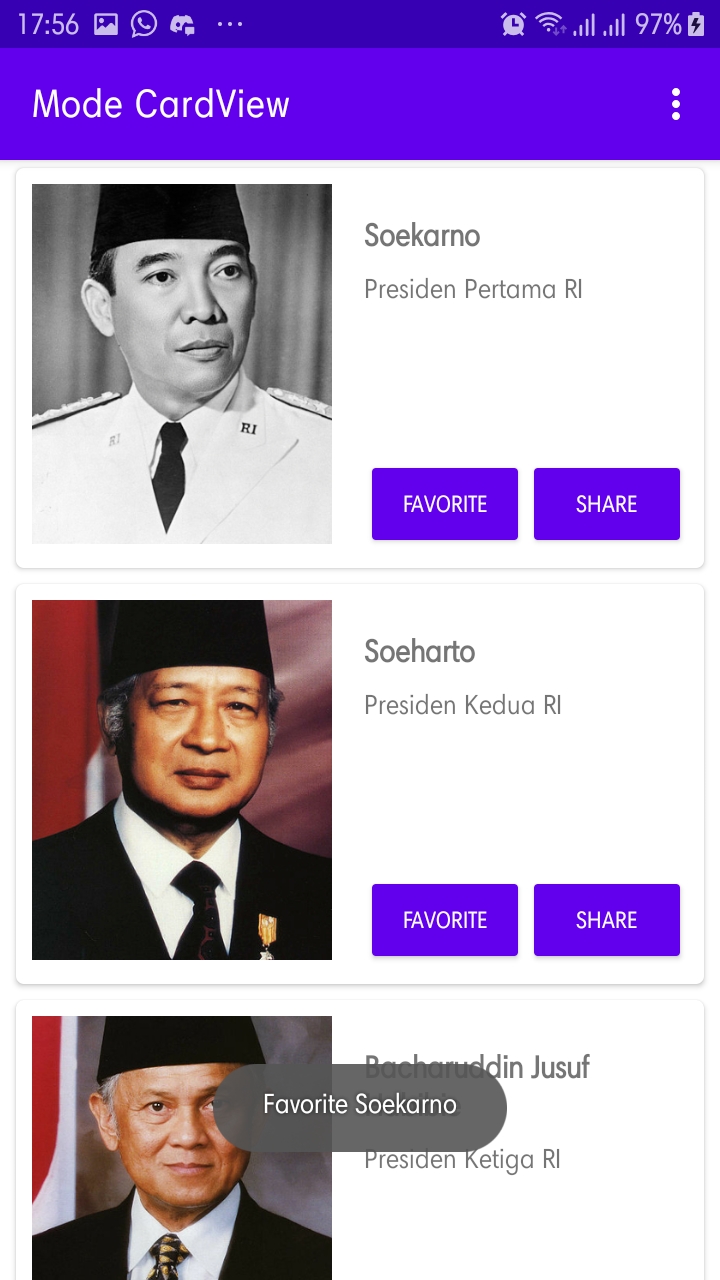 17:56 97%
Mode CardView
Soekarno
Presiden Pertama RI
RI RI
FAVORITE SHARE
Soeharto
Presiden Kedua RI
FAVORITE SHARE
Bacharuddin Jusuf
Favorite Soekarno
Presiden Ketiga RI